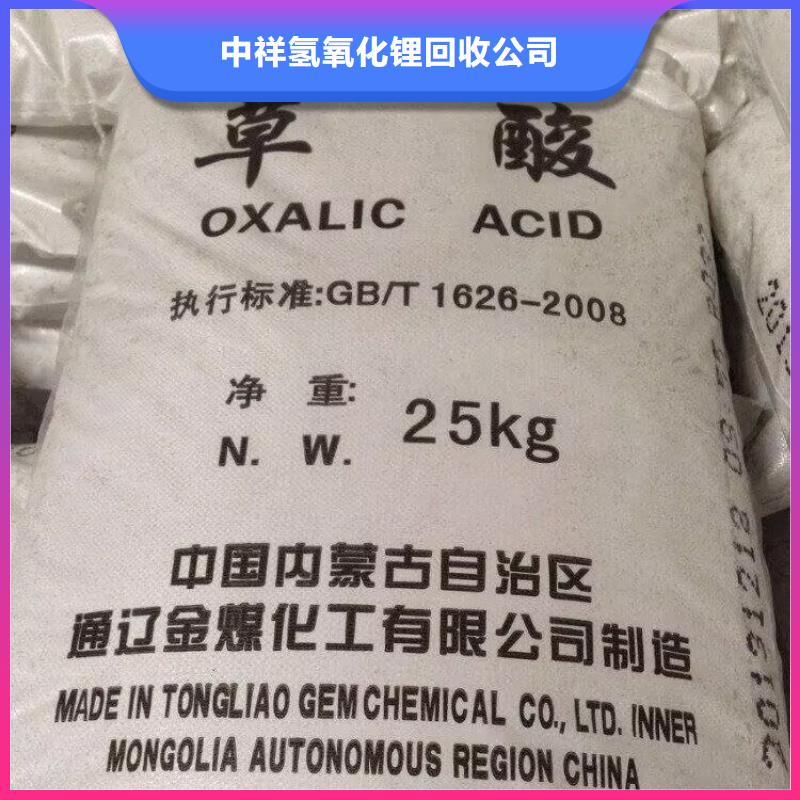 中祥氢氧化锂回收公司
草 酸
OXALIC ACID
执行标准:GB/T 1626-2008
净 重:
N. W. 25kg
中国内蒙古自治区
通辽金煤化工有限公司制造
MADE IN TONGLIAO GEM CHEMICAL CO., LTD. INNER
MONGOLIA AUTONOMOUS REGION CHINA